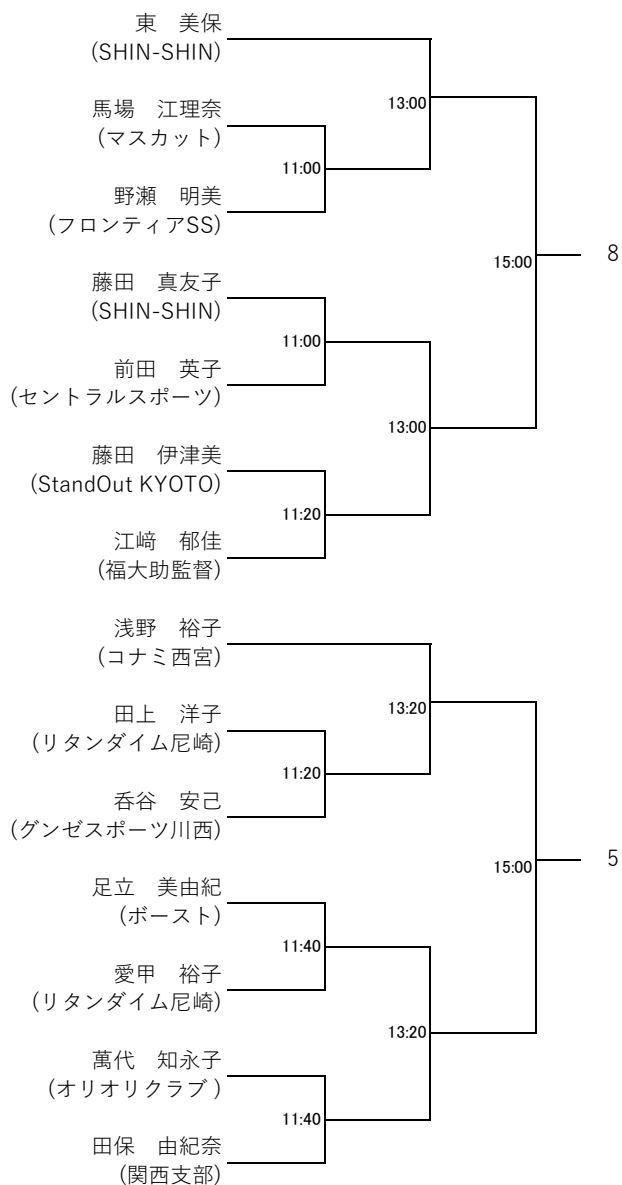 東　美保
(SHIN-SHIN)
13:00
馬場　江理奈
(マスカット)
11:00
野瀬　明美
(フロンティアSS)
15:00
8
藤田　真友子
(SHIN-SHIN)
11:00
前田　英子
(セントラルスポーツ)
13:00
藤田　伊津美
(StandOut KYOTO)
11:20
江﨑　郁佳
(福大助監督)
浅野　裕子
(コナミ西宮)
13:20
田上　洋子
(リタンダイム尼崎)
11:20
呑谷　安己
(グンゼスポーツ川西)
15:00
5
足立　美由紀
(ボースト)
11:40
愛甲　裕子
(リタンダイム尼崎)
13:20
萬代　知永子
(オリオリクラブ )
11:40
田保　由紀奈
(関西支部)